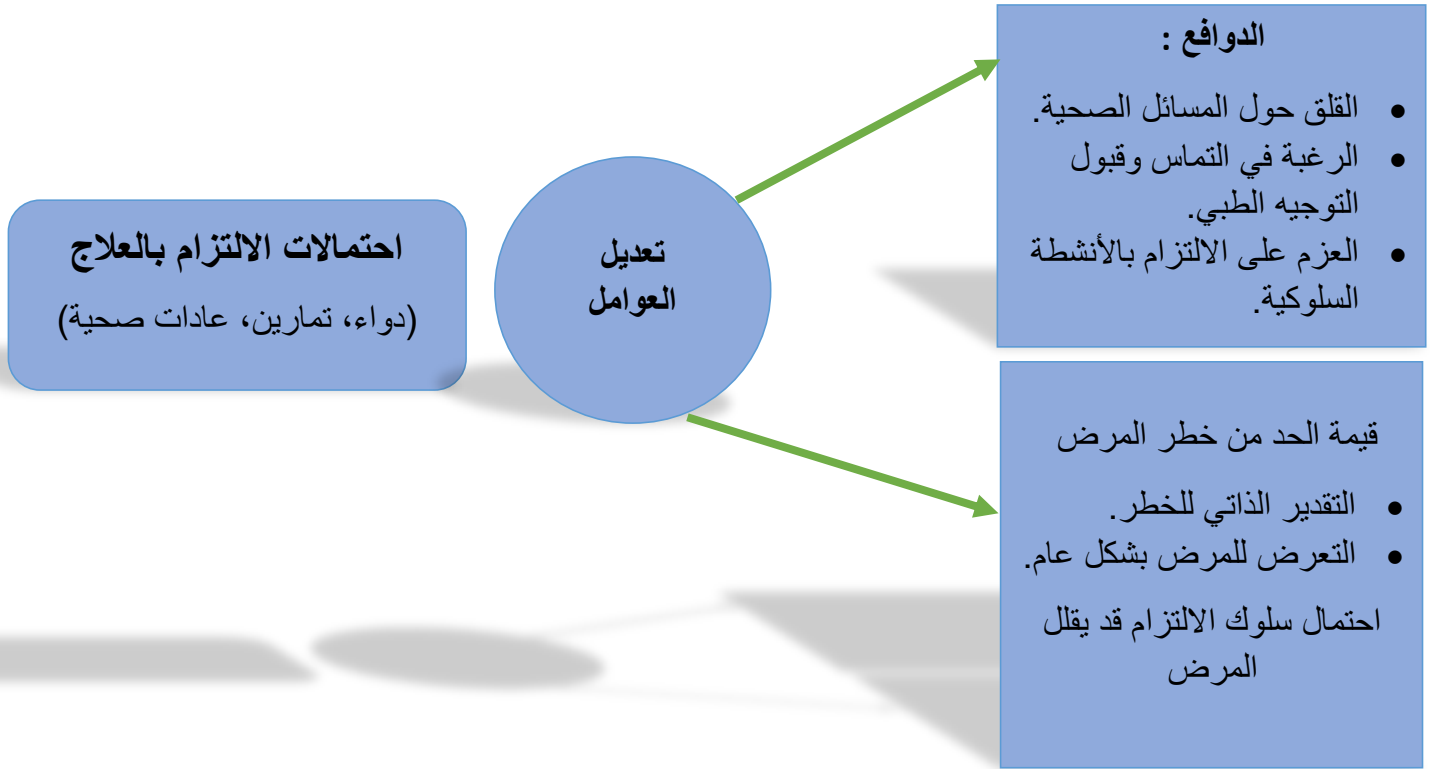 الدوافع :
• القلق حول المسائل الصحية.
• الرغبة في التماس وقبول
التوجيه الطبي.
• العزم على الالتزام بالأنشطة
السلوكية.
تعديل
العوامل
احتمالات الالتزام بالعلاج
(دواء، تمارين، عادات صحية)
قيمة الحد من خطر المرض
• التقدير الذاتي للخطر.
• التعرض للمرض بشكل عام.
احتمال سلوك الالتزام قد يقلل
المرض